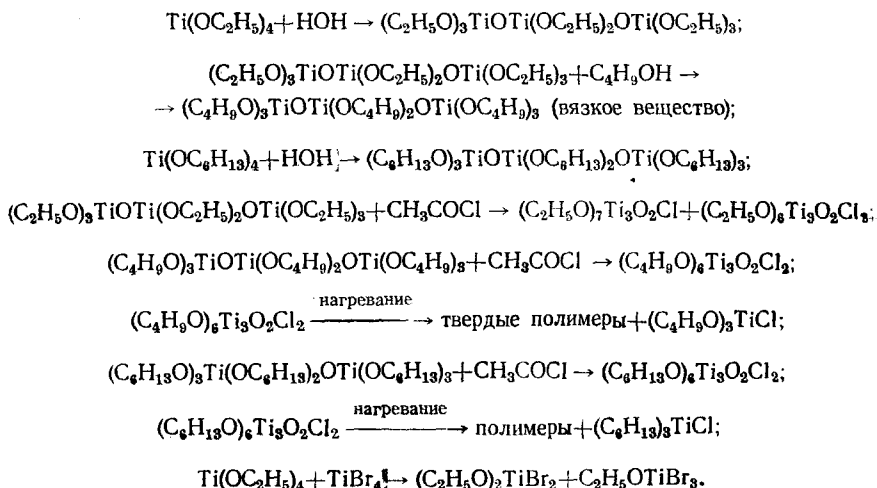 Ti(OC₂H₅)₄+HOH → (C₂H₅O)₃TiOTi(OC₂H₅)₂OTi(OC₂H₅)₃;
(C₂H₅O)₃TiOTi(OC₂H₅)₂OTi(OC₂H₅)₃+C₄H₉OH →
→ (C₄H₉O)₃TiOTi(OC₄H₉)₂OTi(OC₄H₉)₃ (вязкое вещество);
Ti(OC₆H₁₃)₄+HOH → (C₆H₁₃O)₃TiOTi(OC₆H₁₃)₂OTi(OC₆H₁₃)₃;
(C₂H₅O)₃TiOTi(OC₂H₅)₂OTi(OC₂H₅)₃+CH₃COCl → (C₂H₅O)₇Ti₃O₂Cl+(C₂H₅O)₆Ti₃O₂Cl₂;
(C₄H₉O)₃TiOTi(OC₄H₉)₂OTi(OC₄H₉)₃+CH₃COCl → (C₄H₉O)₆Ti₃O₂Cl₂;
нагревание
(C₄H₉O)₆Ti₃O₂Cl₂ → твердые полимеры+(C₄H₉O)₃TiCl;
(C₆H₁₃O)₃Ti(OC₆H₁₃)₂OTi(OC₆H₁₃)₃+CH₃COCl → (C₆H₁₃O)₆Ti₃O₂Cl₂;
нагревание
(C₆H₁₃O)₆Ti₃O₂Cl₂ → полимеры+(C₆H₁₃)₃TiCl;
Ti(OC₂H₅)₄+TiBr₄ → (C₂H₅O)₂TiBr₂+C₂H₅OTiBr₃.